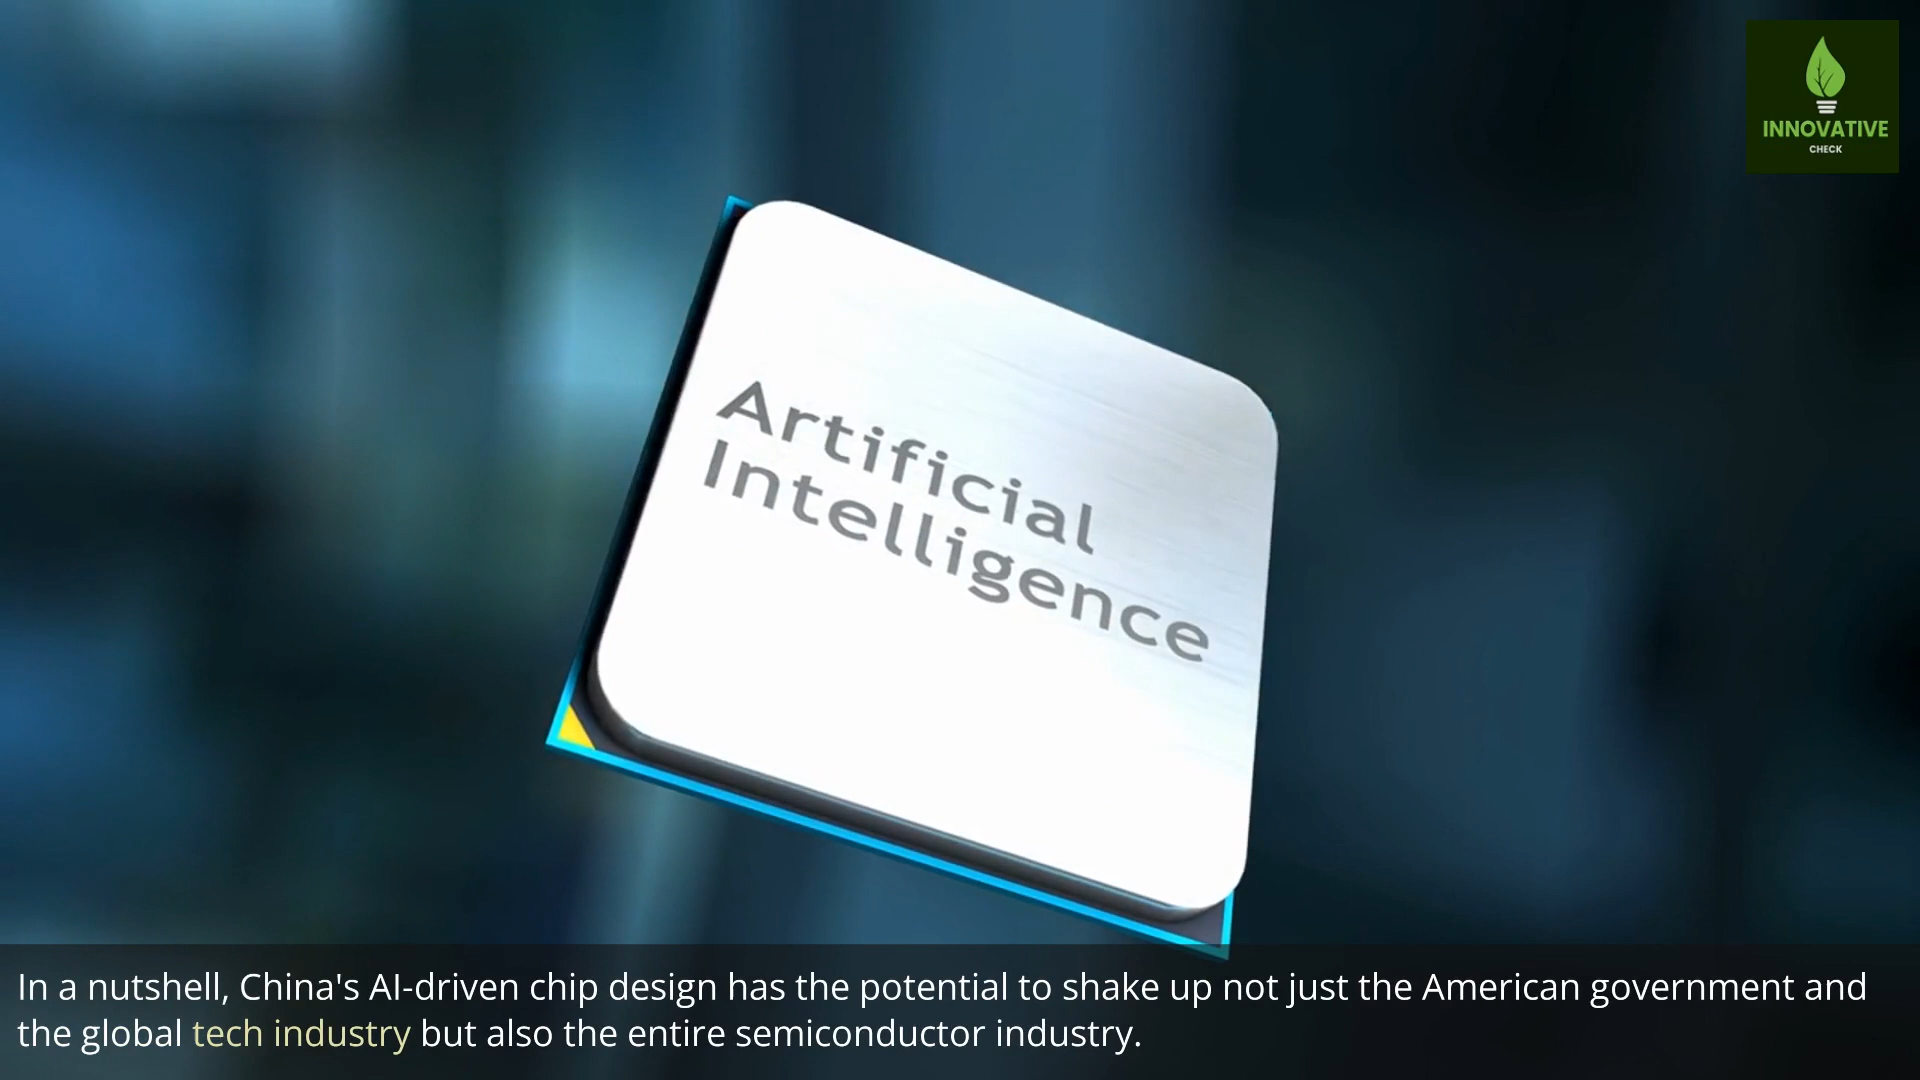 INNOVATIVE
CHECK
Artificial
Intelligence
In a nutshell, China's AI-driven chip design has the potential to shake up not just the American government and
the global tech industry but also the entire semiconductor industry.